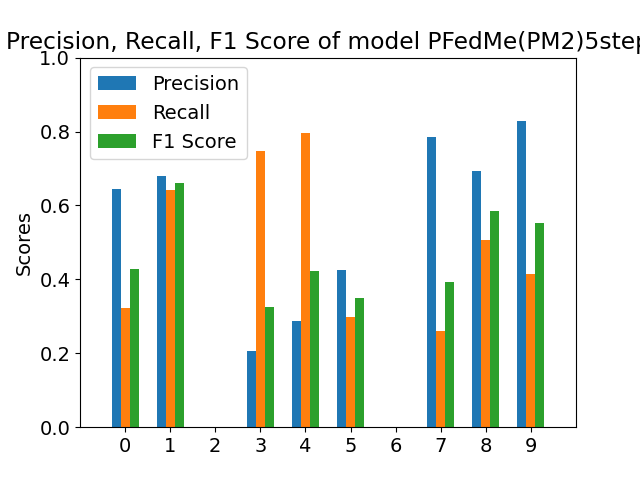 Precision, Recall, F1 Score of model PFedMe(PM2)5step
1.0
Precision
Recall
F1 Score
0.8
0.6
0.4
0.2
0.0
Scores
0 1 2 3 4 5 6 7 8 9